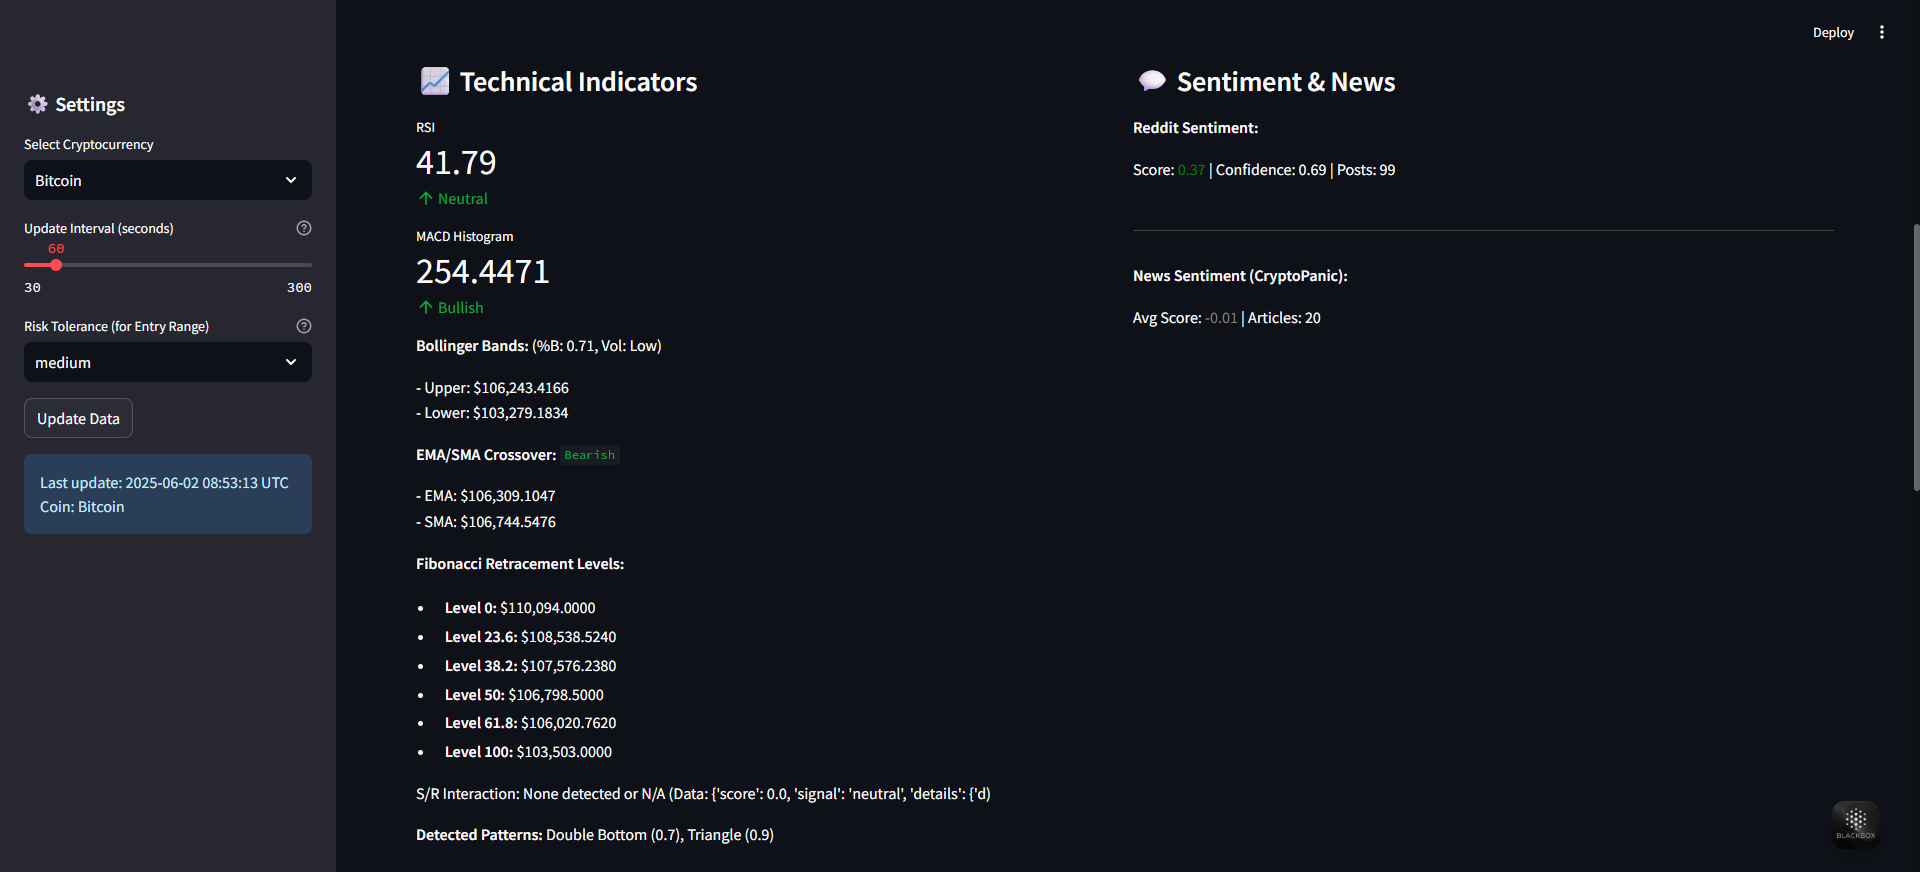 Deploy
Settings
Select Cryptocurrency
Bitcoin
Update Interval (seconds)
60
30 300
Risk Tolerance (for Entry Range)
medium
Update Data
Last update: 2025-06-02 08:53:13 UTC
Coin: Bitcoin
Technical Indicators
RSI
41.79
Neutral
MACD Histogram
254.4471
Bullish
Bollinger Bands: (%B: 0.71, Vol: Low)
- Upper: $106,243.4166
- Lower: $103,279.1834
EMA/SMA Crossover: Bearish
- EMA: $106,309.1047
- SMA: $106,744.5476
Fibonacci Retracement Levels:
• Level 0: $110,094.0000
• Level 23.6: $108,538.5240
• Level 38.2: $107,576.2380
• Level 50: $106,798.5000
• Level 61.8: $106,020.7620
• Level 100: $103,503.0000
S/R Interaction: None detected or N/A (Data: {'score': 0.0, 'signal': 'neutral', 'details': {'d)
Detected Patterns: Double Bottom (0.7), Triangle (0.9)
Sentiment & News
Reddit Sentiment:
Score: 0.37 | Confidence: 0.69 | Posts: 99
News Sentiment (CryptoPanic):
Avg Score: -0.01 | Articles: 20
BLACKBOX